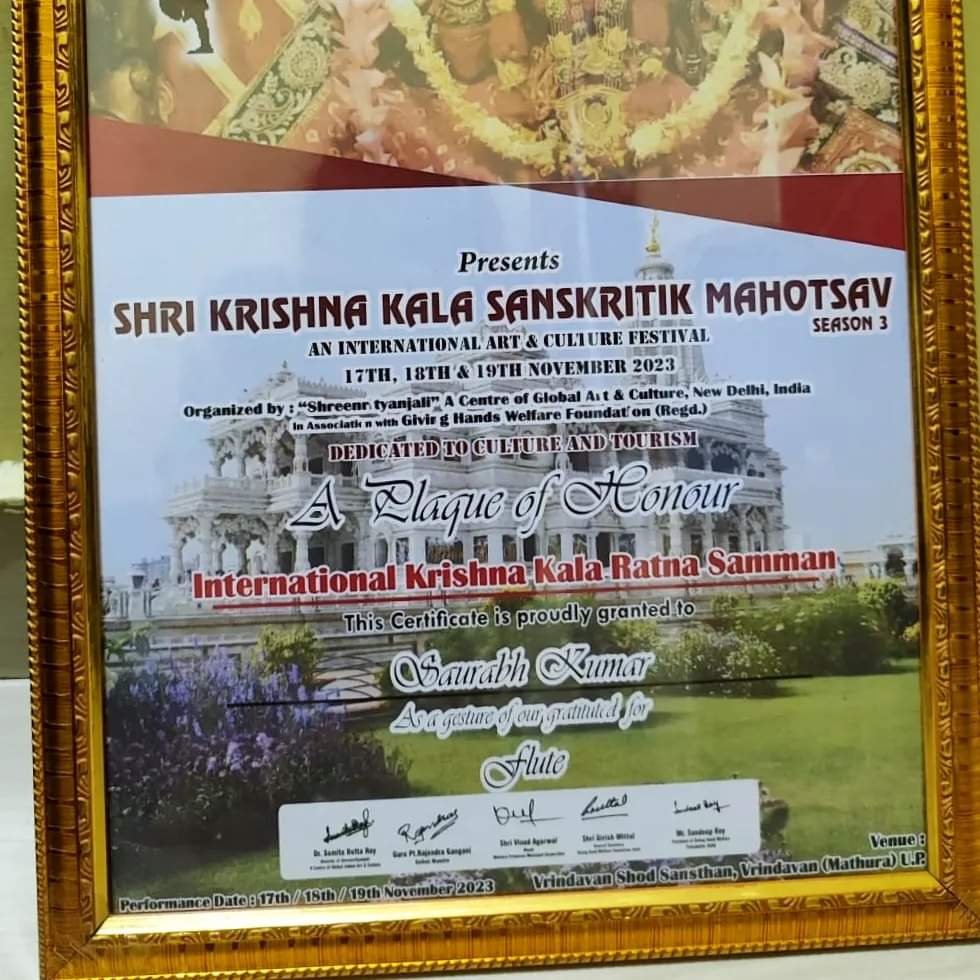 Presents
SHRI KRISHNA KALA SANSKRITIK MAHOTSAV
SEASON 3
AN INTERNATIONAL ART & CULTURE FESTIVAL
17TH, 18TH & 19TH NOVEMBER 2023
Organized by : "Shreenrityanjali" A Centre of Global Art & Culture, New Delhi, India
In Association with Giving Hands Welfare Foundation (Regd.)
DEDICATED TO CULTURE AND TOURISM
A Plaque of Honour
International Krishna Kala Ratna Samman
This Certificate is proudly granted to
Saurabh Kumar
As a gesture of our gratituted for
Flute
Dr. Sumita Dutta Roy
Guru Pt.Rajendra Gangani
Kathak Maestro
Shri Vinod Agarwal
Shri Girish Mittal
Mr. Sandeep Roy
Venue :
Performance Date : 17th / 18th / 19th November 2023
Vrindavan Shod Sansthan, Vrindavan (Mathura) U.P.